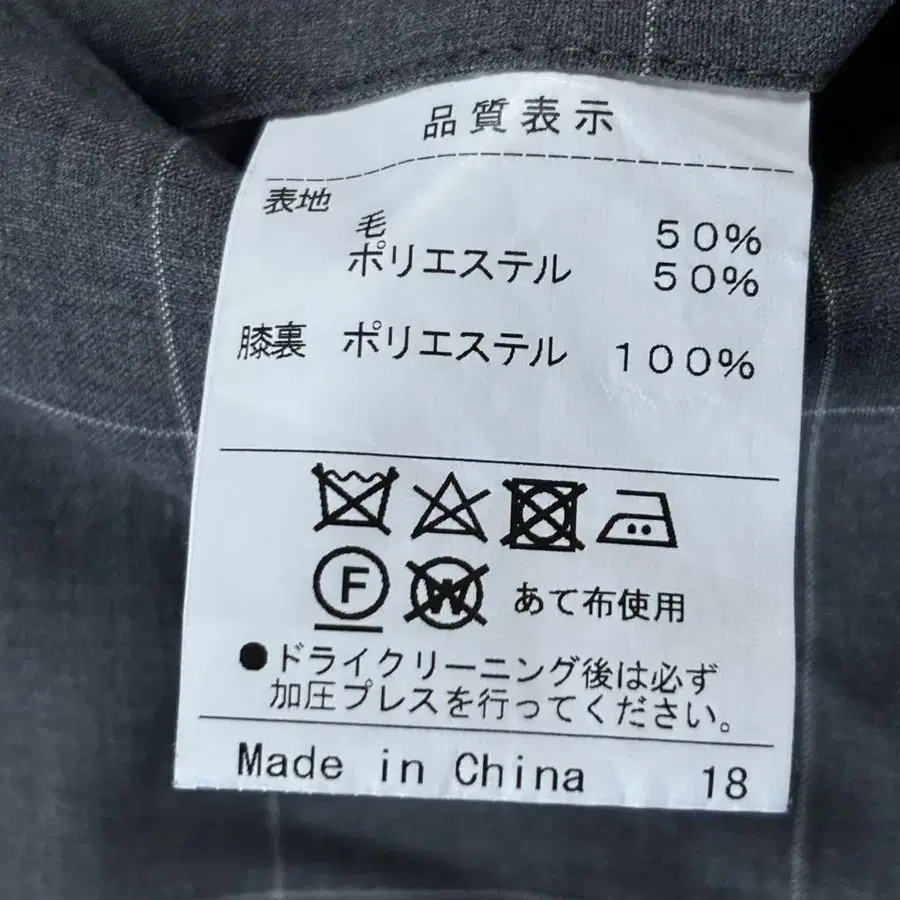 品質表示
表地
毛 50%
ポリエステル 50%
膝裏 ポリエステル 100%
F W あて布使用
●ドライクリーニング後は必ず
加圧プレスを行ってください。
Made in China 18